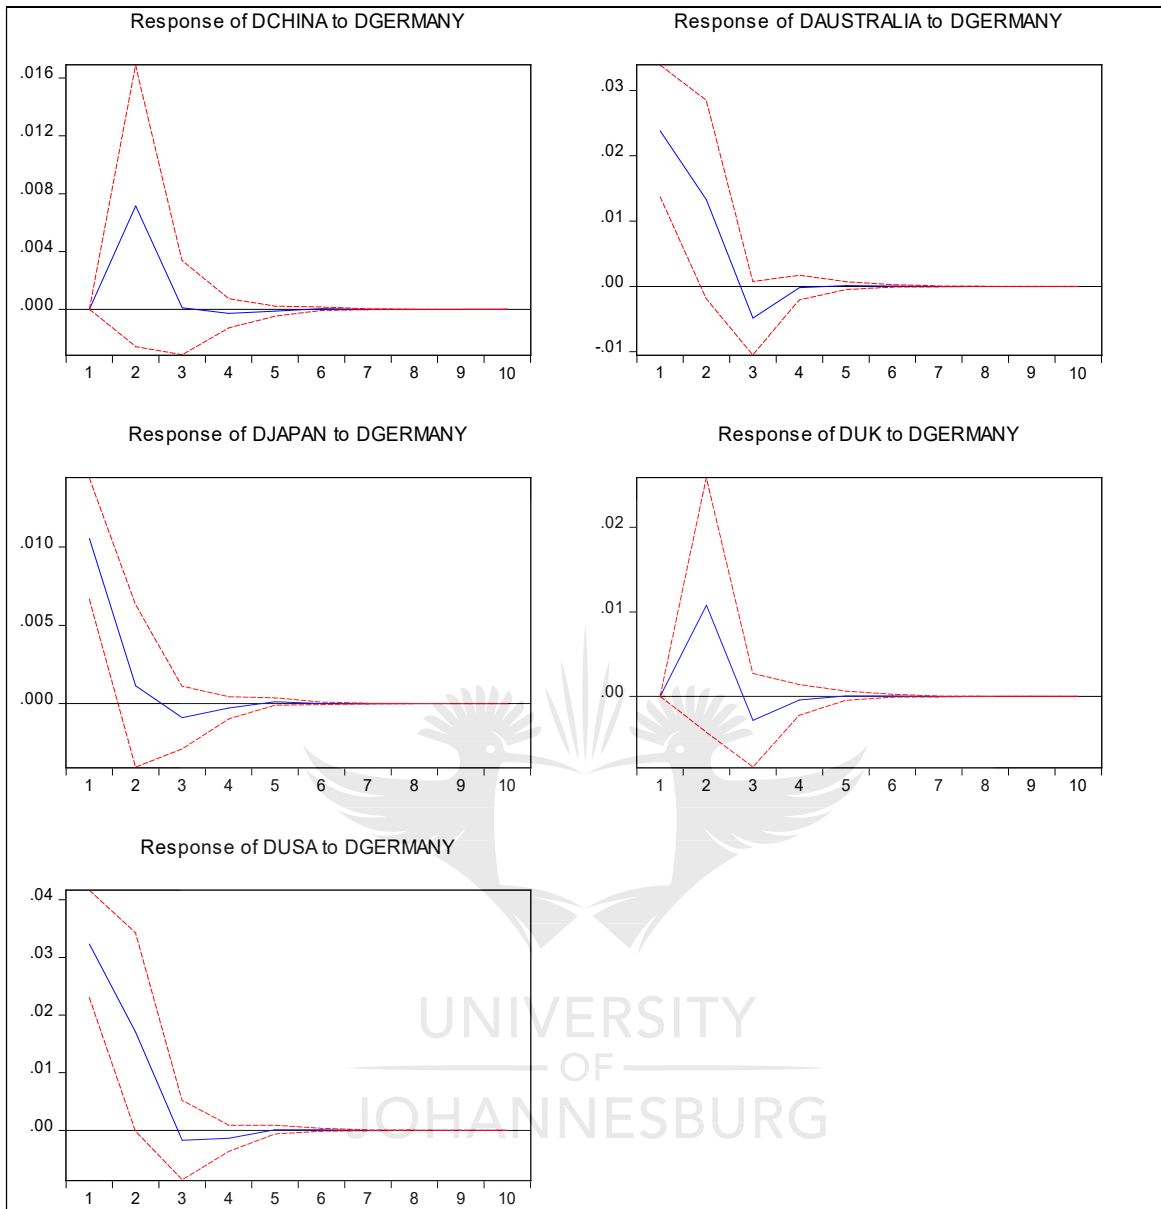 Response of DCHINA to DGERMANY
.016
.012
.008
.004
.000
1 2 3 4 5 6 7 8 9 10
Response of DAUSTRALIA to DGERMANY
.03
.02
.01
.00
-.01
1 2 3 4 5 6 7 8 9 10
Response of DJAPAN to DGERMANY
.010
.005
.000
1 2 3 4 5 6 7 8 9 10
Response of DUK to DGERMANY
.02
.01
.00
1 2 3 4 5 6 7 8 9 10
Response of DUSA to DGERMANY
.04
.03
.02
.01
.00
1 2 3 4 5 6 7 8 9 10
UNIVERSITY
OF
JOHANNESBURG